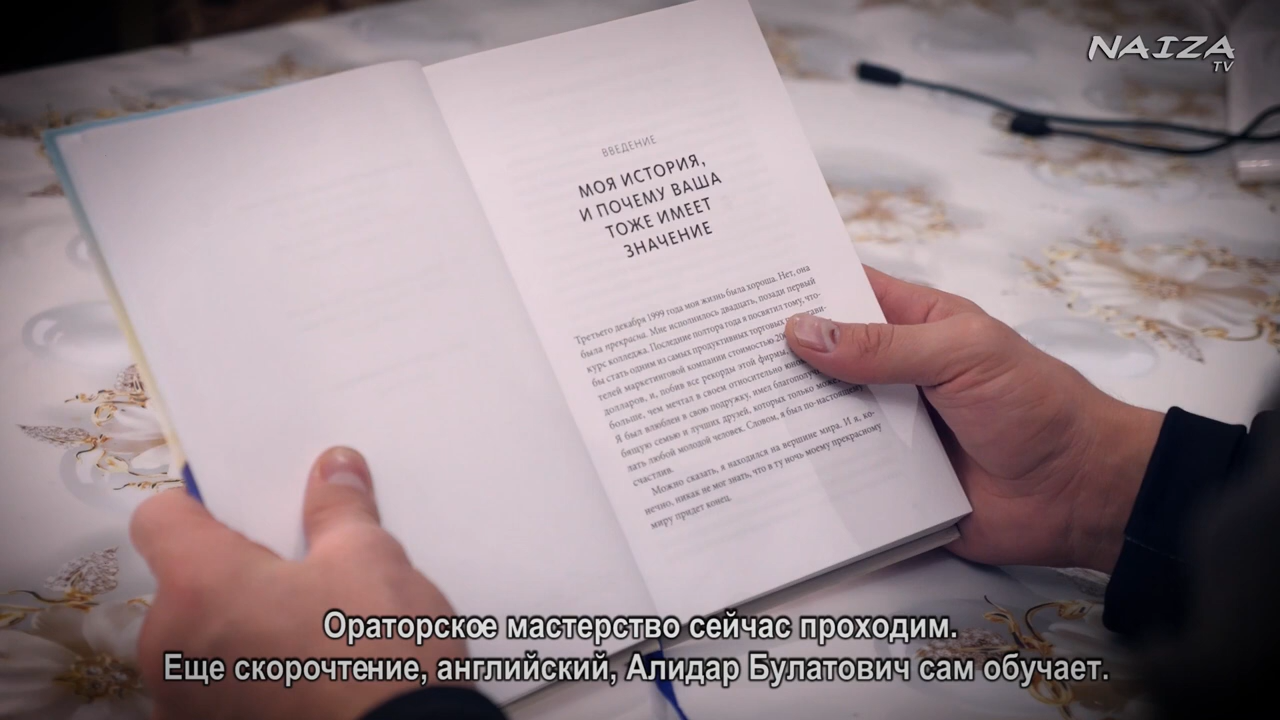 NAIZA
TV
ВВЕДЕНИЕ
МОЯ ИСТОРИЯ,
И ПОЧЕМУ ВАША
ТОЖЕ ИМЕЕТ
ЗНАЧЕНИЕ
Третьего декабря 1999 года моя жизнь была хороша. Нет, она
была прекрасна. Мне исполнилось двадцать, позади первый
курс колледжа. Последние полтора года я посвятил тому, что-
бы стать одним из самых продуктивных торговых
телей маркетинговой компании стоимостью
долларов, и, побив все рекорды этой фирмы,
больше, чем мечтал в своем относительно
Я был влюблен в свою подружку, имел
бящую семью и лучших друзей, которых только
лать любой молодой человек. Словом, я был по-настоящему
счастлив.
Можно сказать, я находился на вершине мира. И я, ко-
нечно, никак не мог знать, что в ту ночь моему прекрасному
миру придет конец.
Ораторское мастерство сейчас проходим.
Еще скорочтение, английский, Алидар Булатович сам обучает.